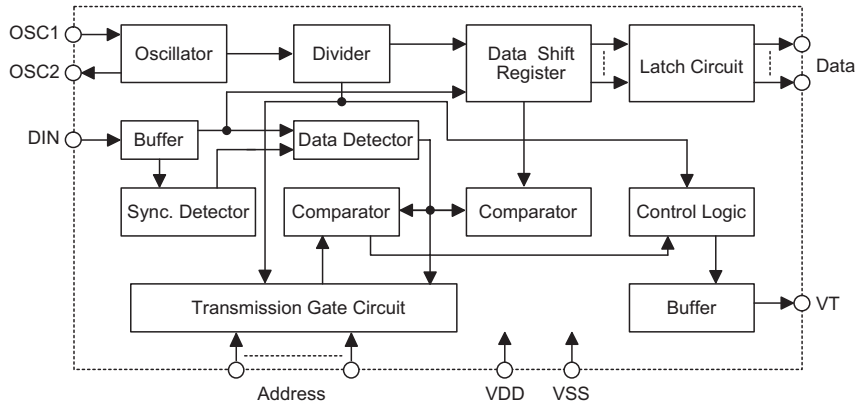 OSC1
OSC2
Oscillator
Divider
Data Shift
Register
Latch Circuit
Data
DIN
Buffer
Data Detector
Sync. Detector
Comparator
Comparator
Control Logic
Transmission Gate Circuit
Buffer
VT
Address
VDD
VSS